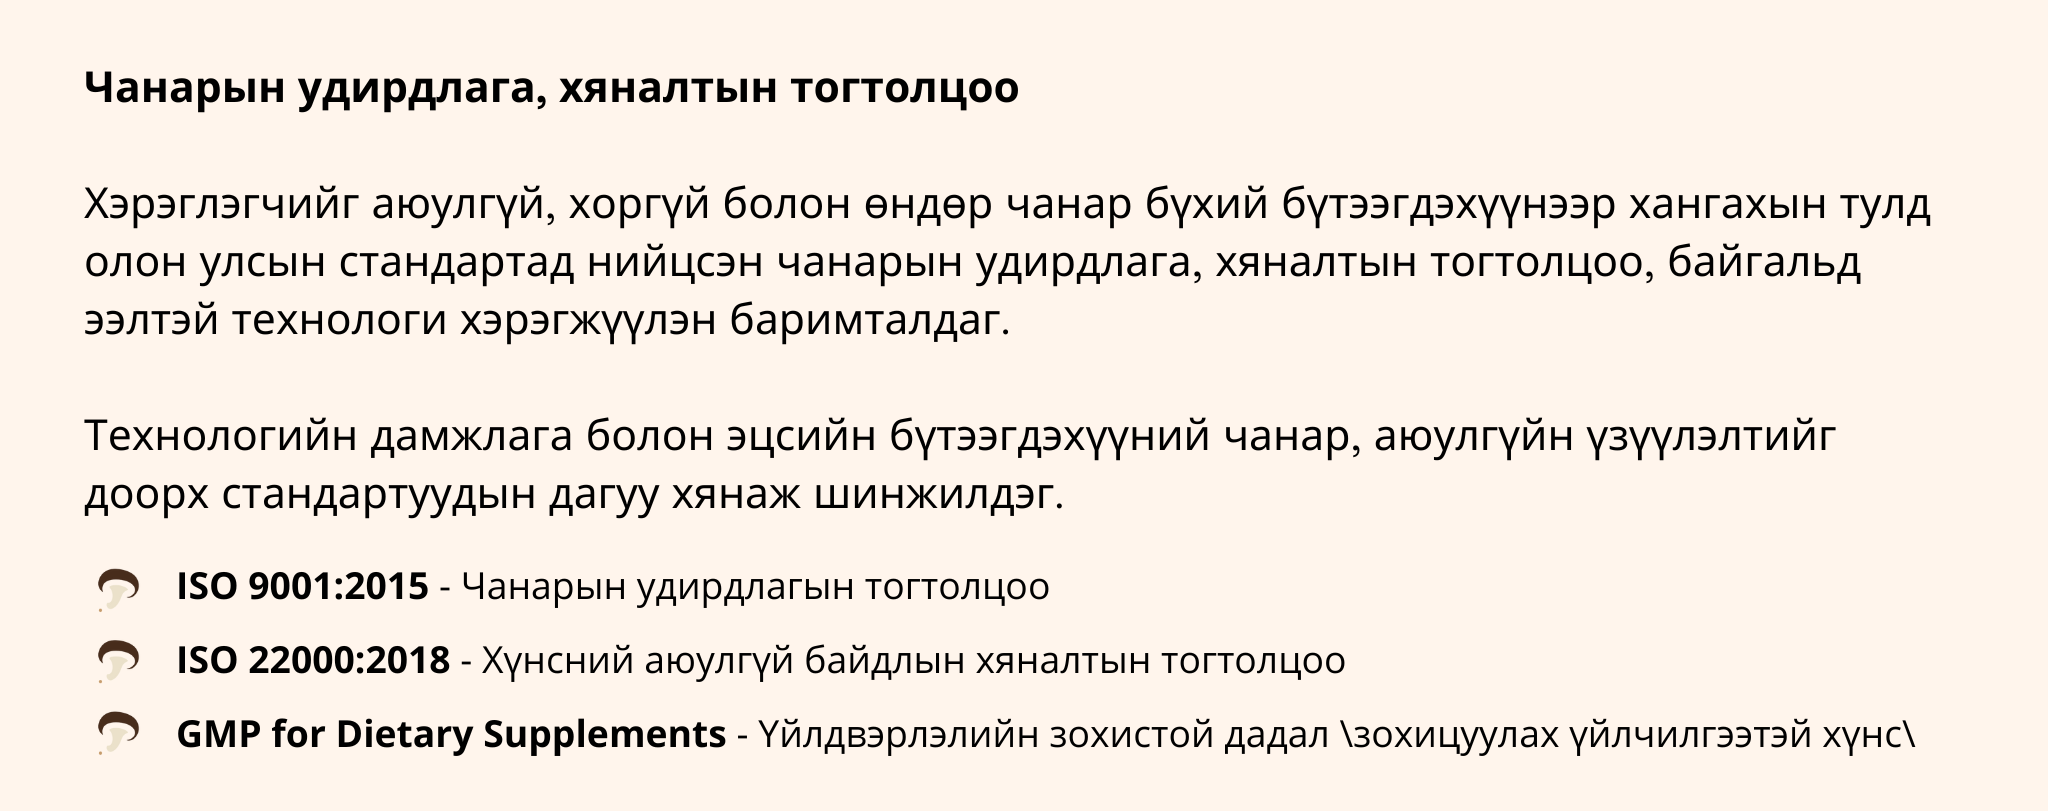 Чанарын удирдлага, хяналтын тогтолцоо
Хэрэглэгчийг аюулгүй, хоргүй болон өндөр чанар бүхий бүтээгдэхүүнээр хангахын тулд
олон улсын стандартад нийцсэн чанарын удирдлага, хяналтын тогтолцоо, байгальд
ээлтэй технологи хэрэгжүүлэн баримталдаг.
Технологийн дамжлага болон эцсийн бүтээгдэхүүний чанар, аюулгүйн үзүүлэлтийг
доорх стандартуудын дагуу хянаж шинжилдэг.
ISO 9001:2015 - Чанарын удирдлагын тогтолцоо
ISO 22000:2018 - Хүнсний аюулгүй байдлын хяналтын тогтолцоо
GMP for Dietary Supplements - Үйлдвэрлэлийн зохистой дадал \зохицуулах үйлчилгээтэй хүнс\